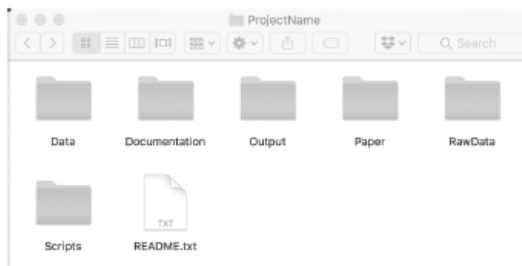 ProjectName
Search
Data
Documentation
Output
Paper
RawData
TXT
Scripts
README.txt